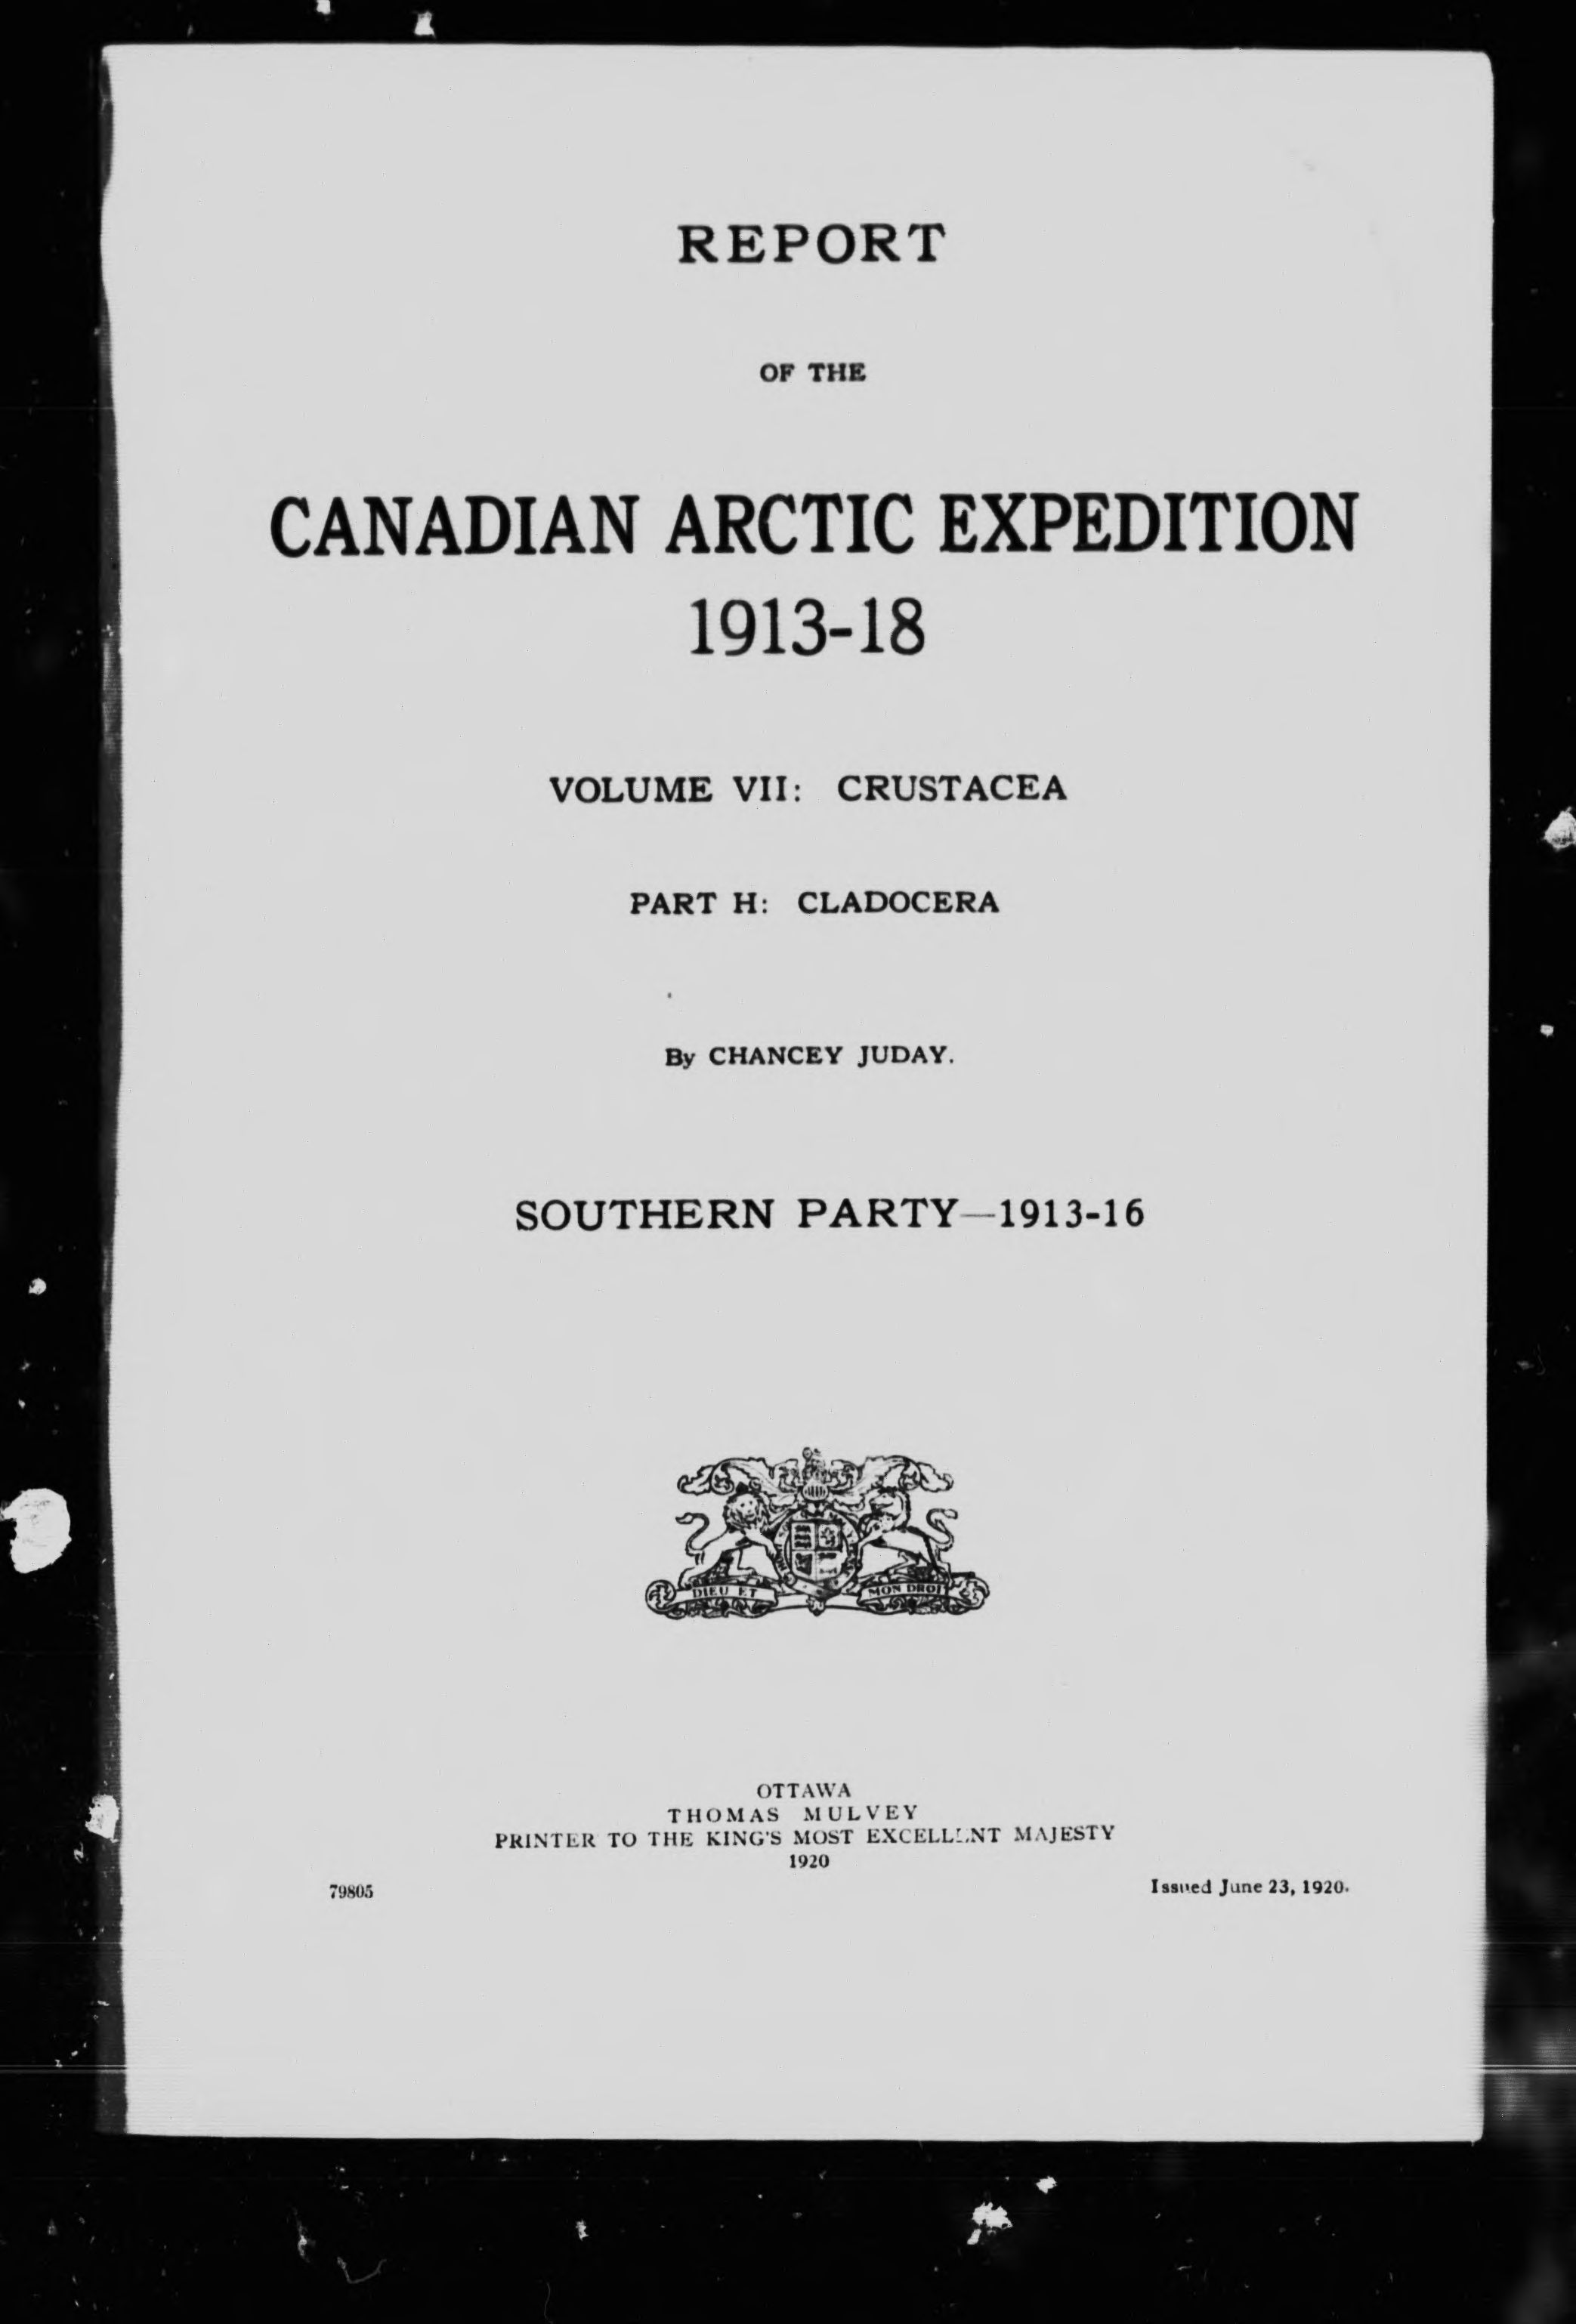 REPORT
OF THE
CANADIAN ARCTIC EXPEDITION
1913-18
VOLUME VII: CRUSTACEA
PART H: CLADOCERA
By CHANCEY JUDAY.
SOUTHERN PARTY—1913-16
DIEU ET MON DROIT
OTTAWA
THOMAS MULVEY
PRINTER TO THE KING'S MOST EXCELLENT MAJESTY
1920
79805 Issued June 23, 1920.